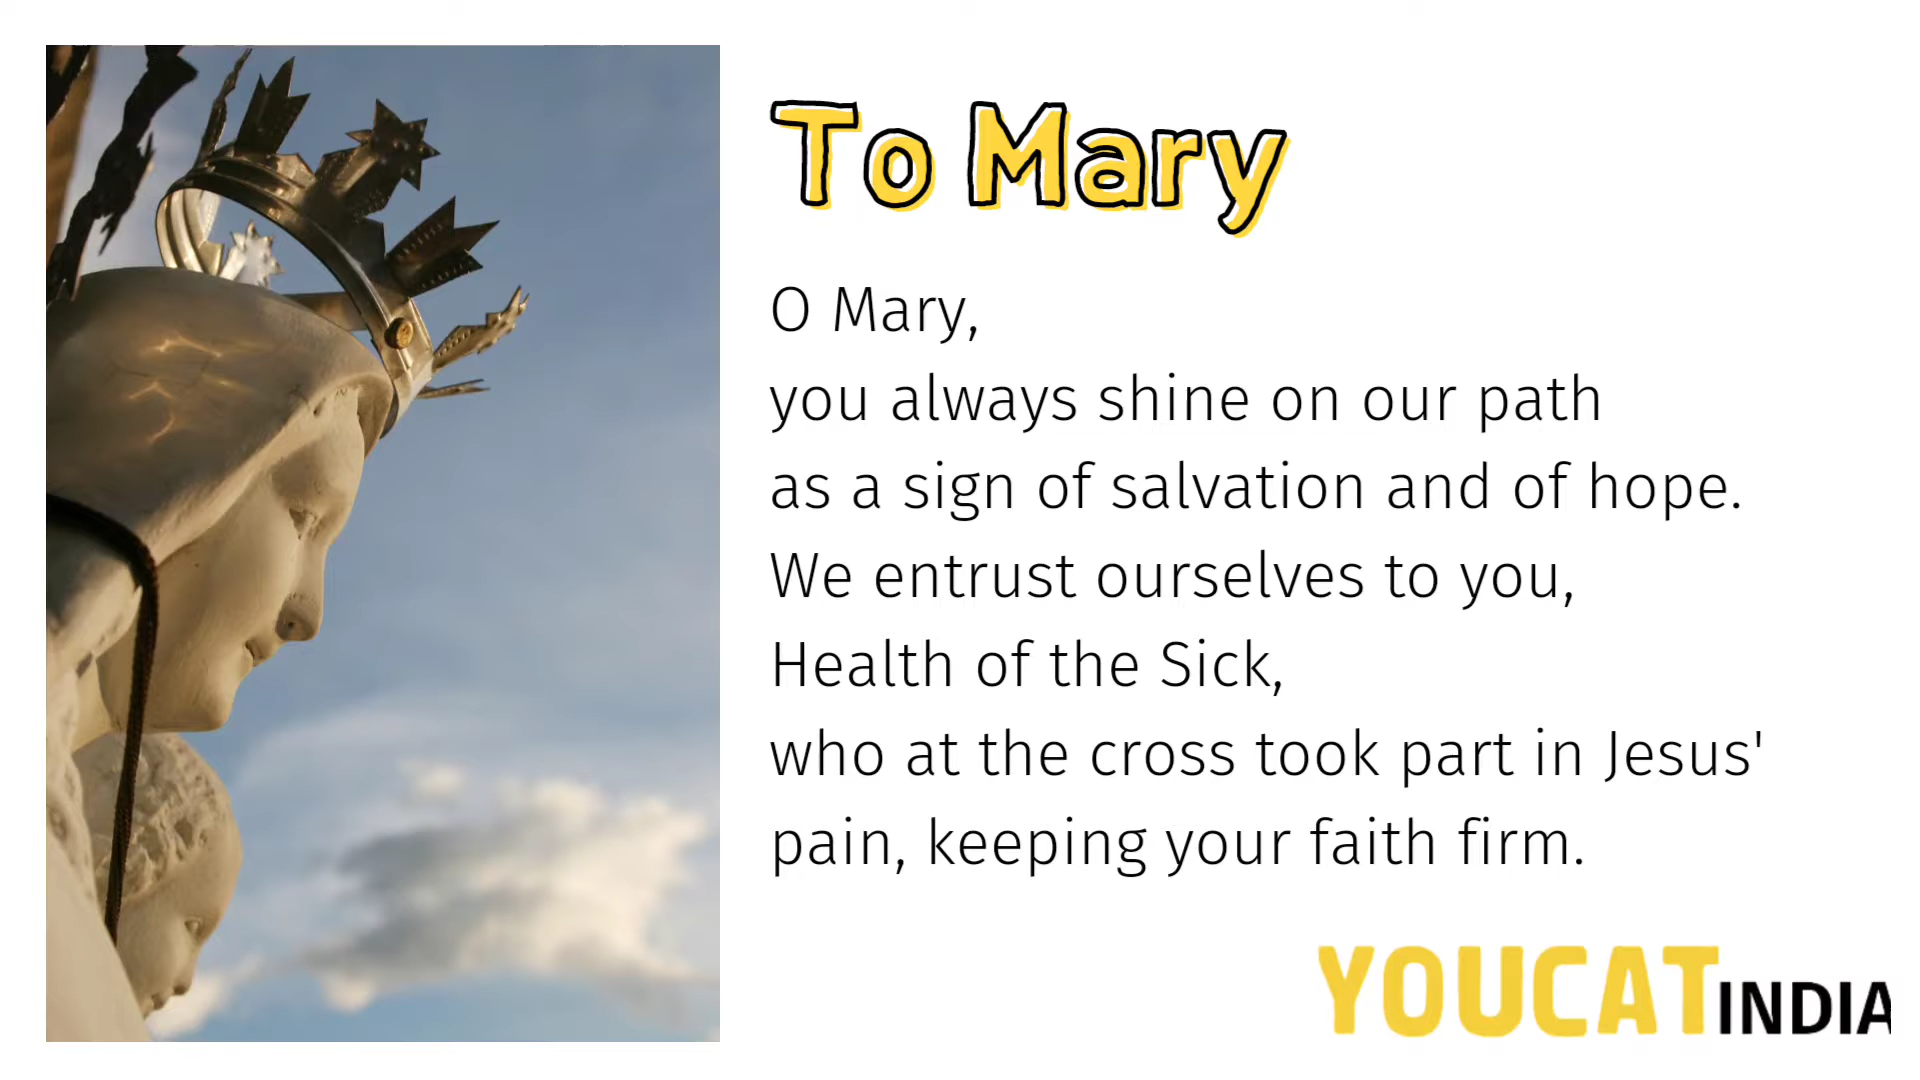 To Mary
O Mary,
you always shine on our path
as a sign of salvation and of hope.
We entrust ourselves to you,
Health of the Sick,
who at the cross took part in Jesus'
pain, keeping your faith firm.
YOUCAT INDIA